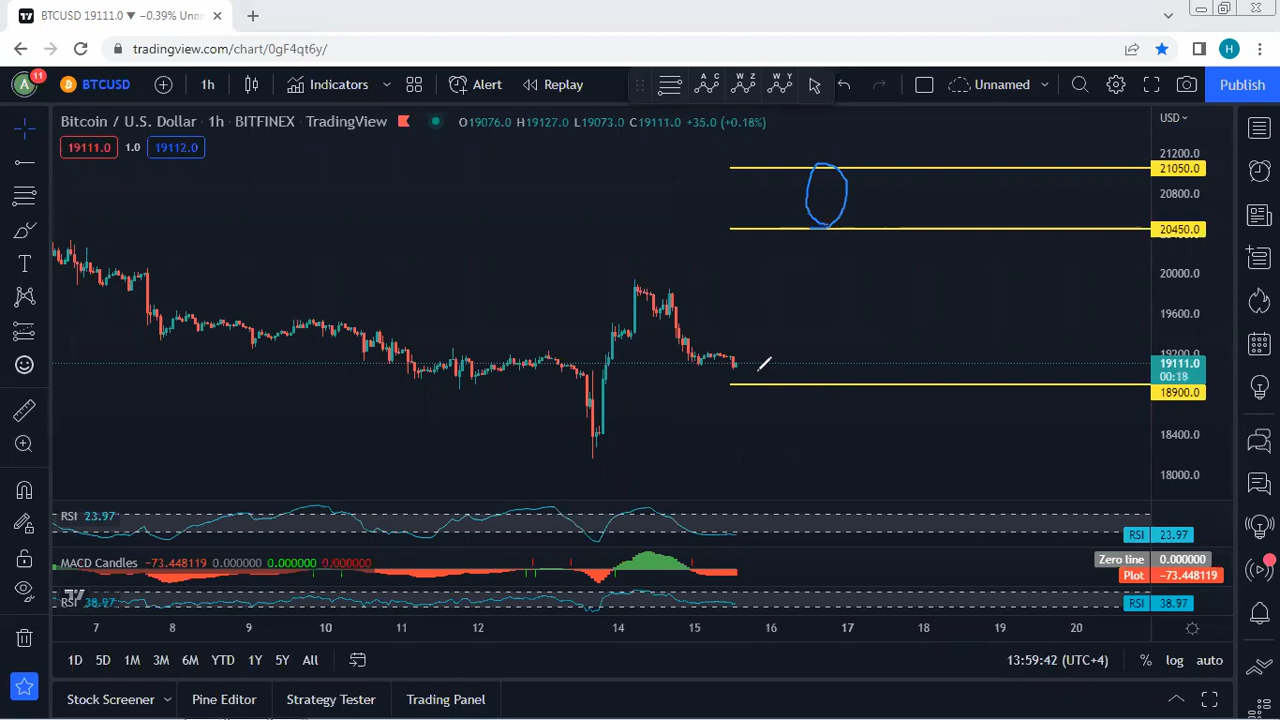 BTCUSD 19111.0 ▼ −0.39% Unn
tradingview.com/chart/0gF4qt6y/
H
A 11 BTCUSD 1h Indicators Alert Replay A C W Z W Y Unnamed Publish
Bitcoin / U.S. Dollar · 1h · BITFINEX · TradingView O19076.0 H19127.0 L19073.0 C19111.0 +35.0 (+0.18%)
USD
19111.0 1.0 19112.0
21200.0
21050.0
20800.0
20450.0
20000.0
19600.0
19200.0
19111.0
00:18
18900.0
18400.0
18000.0
RSI 23.97
RSI 23.97
MACD Candles −73.448119 0.000000 0.000000 0.000000
Zero line 0.000000
Plot −73.448119
RSI 38.97
RSI 38.97
7 8 9 10 11 12 14 15 16 17 18 19 20
1D 5D 1M 3M 6M YTD 1Y 5Y All 13:59:42 (UTC+4) % log auto
Stock Screener Pine Editor Strategy Tester Trading Panel